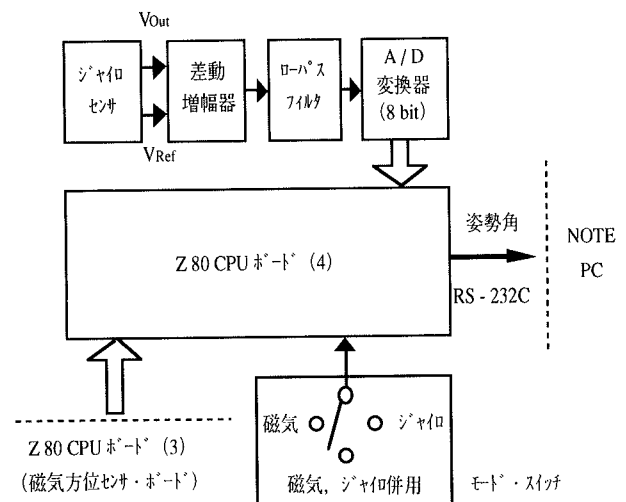 VOut
ジャイロ
センサ
VRef
差動
増幅器
ローパス
フィルタ
A / D
変換器
(8 bit)
Z 80 CPU ボード (4)
姿勢角
RS - 232C
NOTE
PC
Z 80 CPU ボード (3)
(磁気方位センサ・ボード)
磁気
ジャイロ
磁気, ジャイロ併用
モード・スイッチ